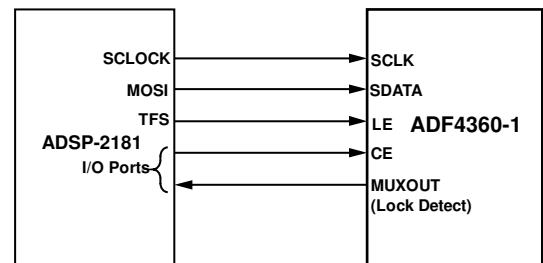 SCLOCK
MOSI
TFS
ADSP-2181
I/O Ports
SCLK
SDATA
LE
ADF4360-1
CE
MUXOUT
(Lock Detect)